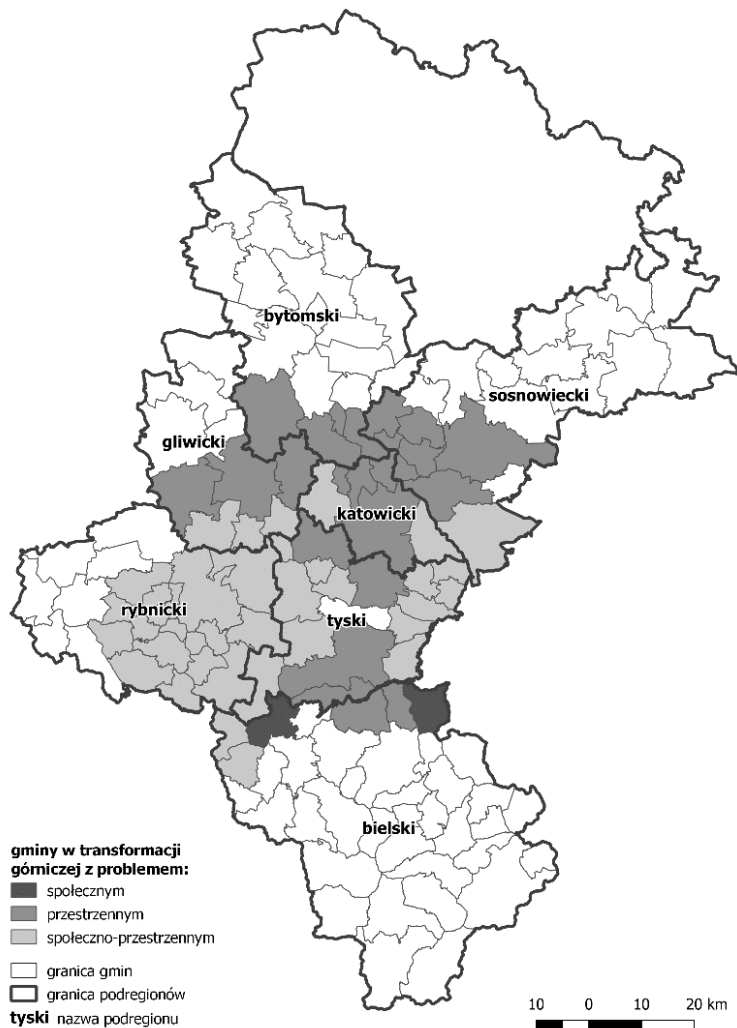 bytomski
sosnowiecki
gliwicki
katowicki
rybnicki
tyski
bielski
gminy w transformacji
górniczej z problemem:
społecznym
przestrzennym
społeczno-przestrzennym
granica gmin
granica podregionów
tyski nazwa podregionu
10 0 10 20 km